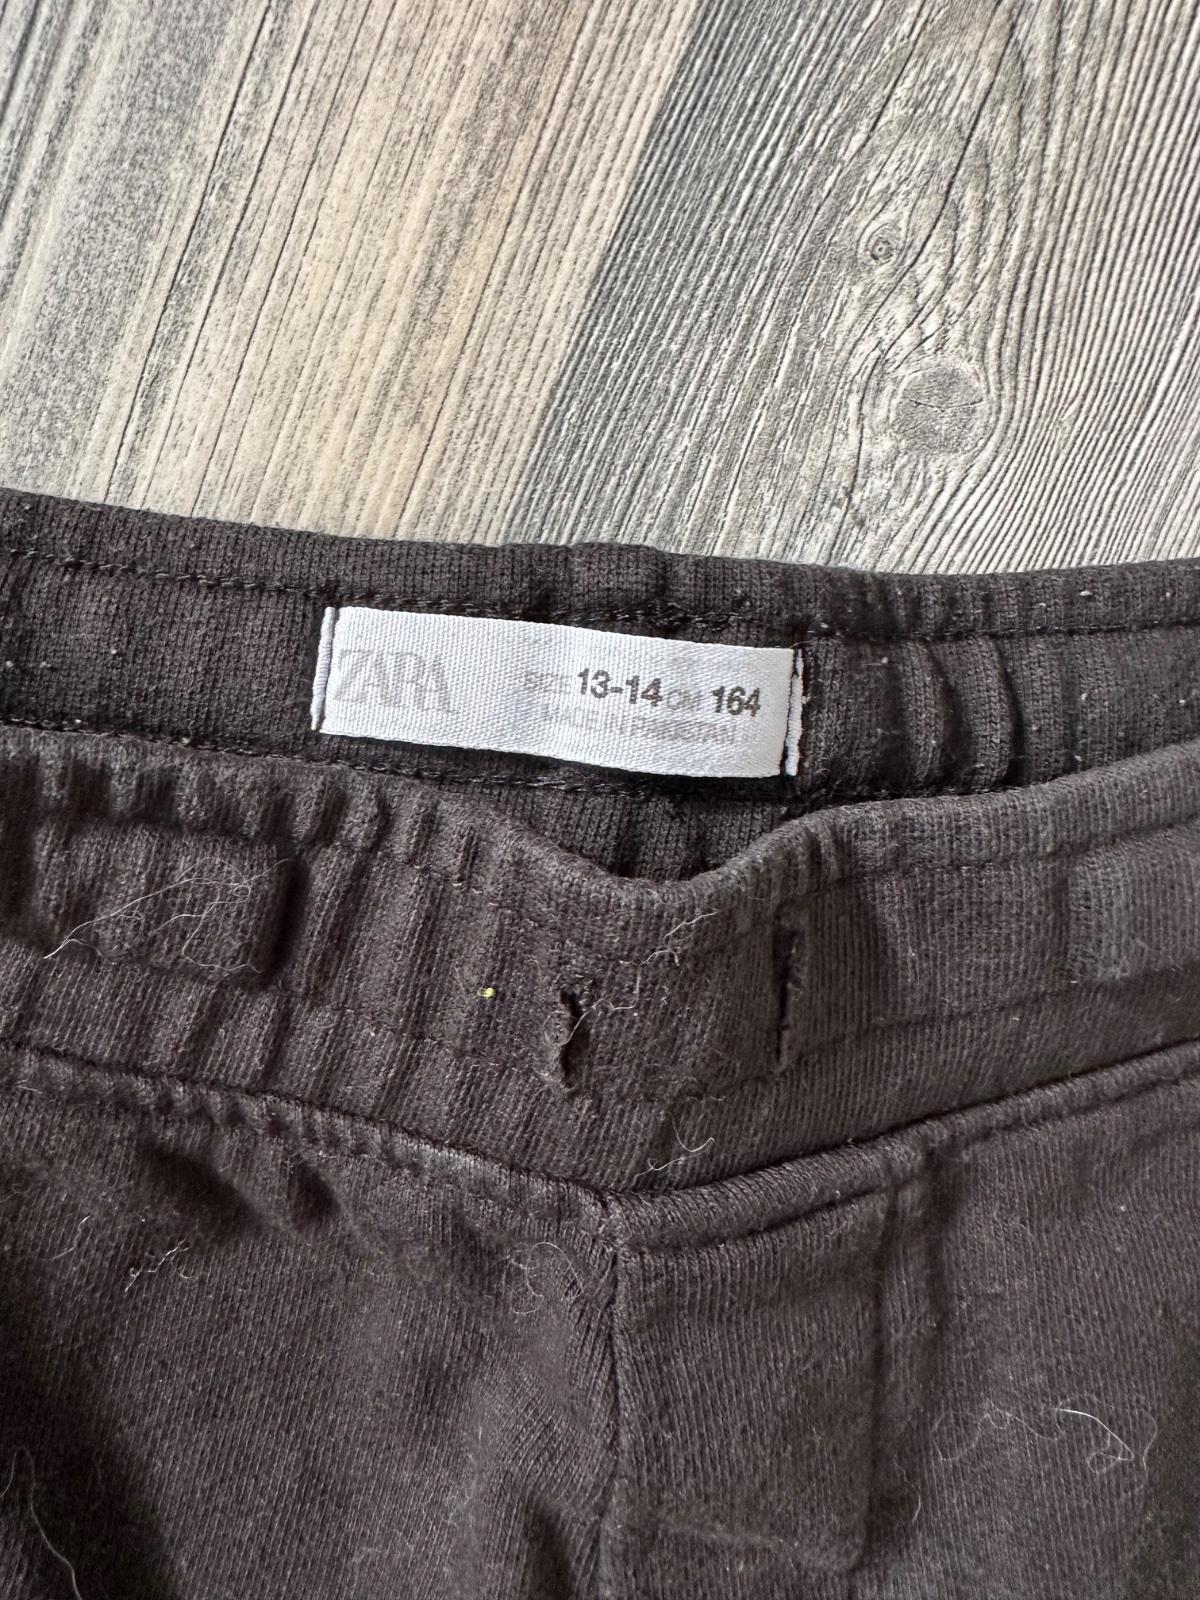 ZARA
SIZE 13-14 CM 164
MADE IN PAKISTAN